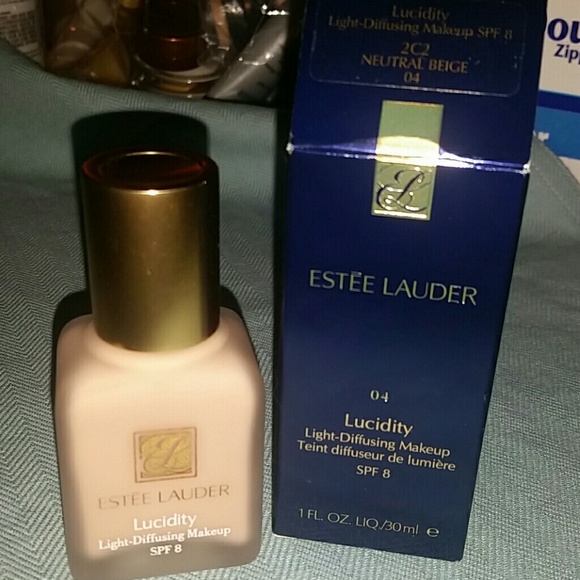 Lucidity
Light-Diffusing Makeup SPF 8
2C2
NEUTRAL BEIGE
04
ESTĒE LAUDER
04
Lucidity
Light-Diffusing Makeup
Teint diffuseur de lumière
SPF 8
1 FL. OZ. LIQ./30 ml e
ESTĒE LAUDER
Lucidity
Light-Diffusing Makeup
SPF 8
Zipp